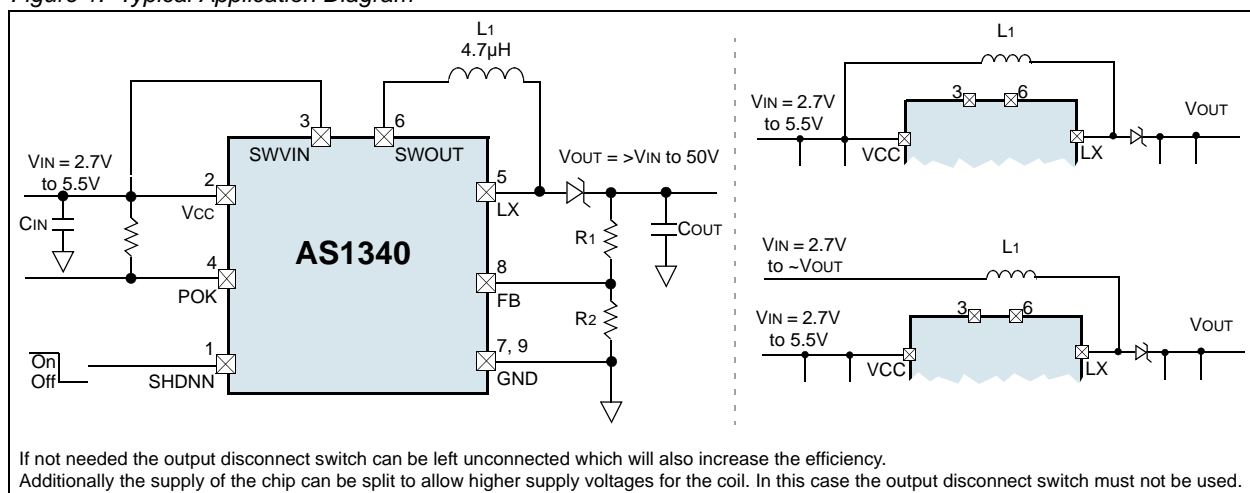 Figure 1. Typical Application Diagram
L1
4.7µH
3
6
SWVIN
SWOUT
VIN = 2.7V
to 5.5V
2
VCC
CIN
4
POK
On
Off
1
SHDNN
AS1340
VOUT = >VIN to 50V
5
LX
R1
COUT
8
FB
R2
7, 9
GND
L1
VIN = 2.7V
to 5.5V
3
6
VOUT
VCC
LX
VIN = 2.7V
to ~VOUT
L1
VIN = 2.7V
to 5.5V
3
6
VOUT
VCC
LX
If not needed the output disconnect switch can be left unconnected which will also increase the efficiency.
Additionally the supply of the chip can be split to allow higher supply voltages for the coil. In this case the output disconnect switch must not be used.